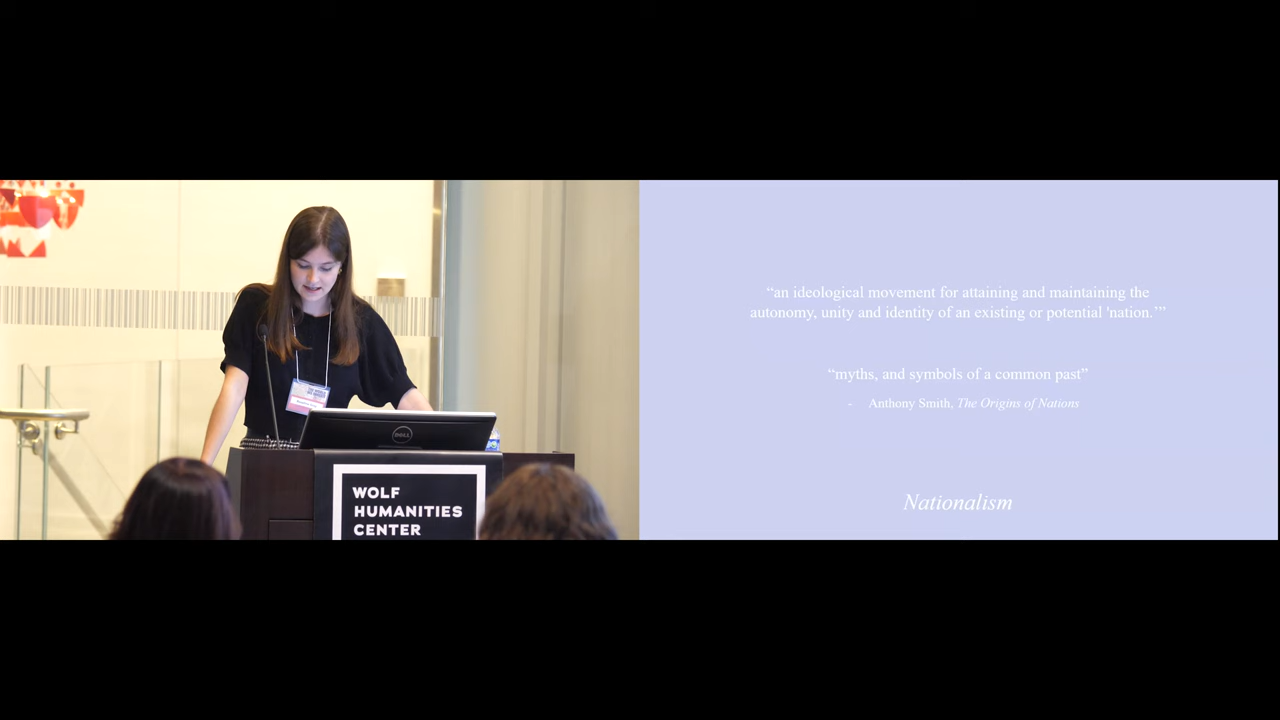 DELL
WOLF
HUMANITIES
CENTER
“an ideological movement for attaining and maintaining the
autonomy, unity and identity of an existing or potential 'nation.'”
“myths, and symbols of a common past”
- Anthony Smith, The Origins of Nations
Nationalism